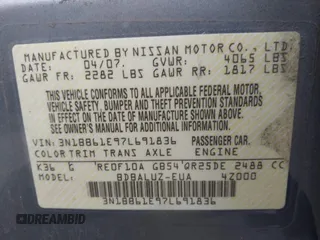 MANUFACTURED BY NISSAN MOTOR CO., LTD.
DATE 04/07. GVWR: 4065 LBS
GAWR FR: 2282 LBS GAWR RR: 1817 LBS
THIS VEHICLE CONFORMS TO ALL APPLICABLE FEDERAL MOTOR
VEHICLE SAFETY, BUMPER AND THEFT PREVENTION STANDARDS
IN EFFECT ON THE DATE OF MANUFACTURE SHOWN ABOVE.
SEE OWNER'S MANUAL FOR ADDITIONAL INFORMATION.
VIN: 3N1BB61E97L691836 PASSENGER CAR.
COLOR TRIM TRANS AXLE ENGINE
K36 G RE0F10A GB54 QR25DE 2488 CC
MODEL: BDBALUZ-EUA 4Z000
3N1BB61E97L691836
DREAMBID